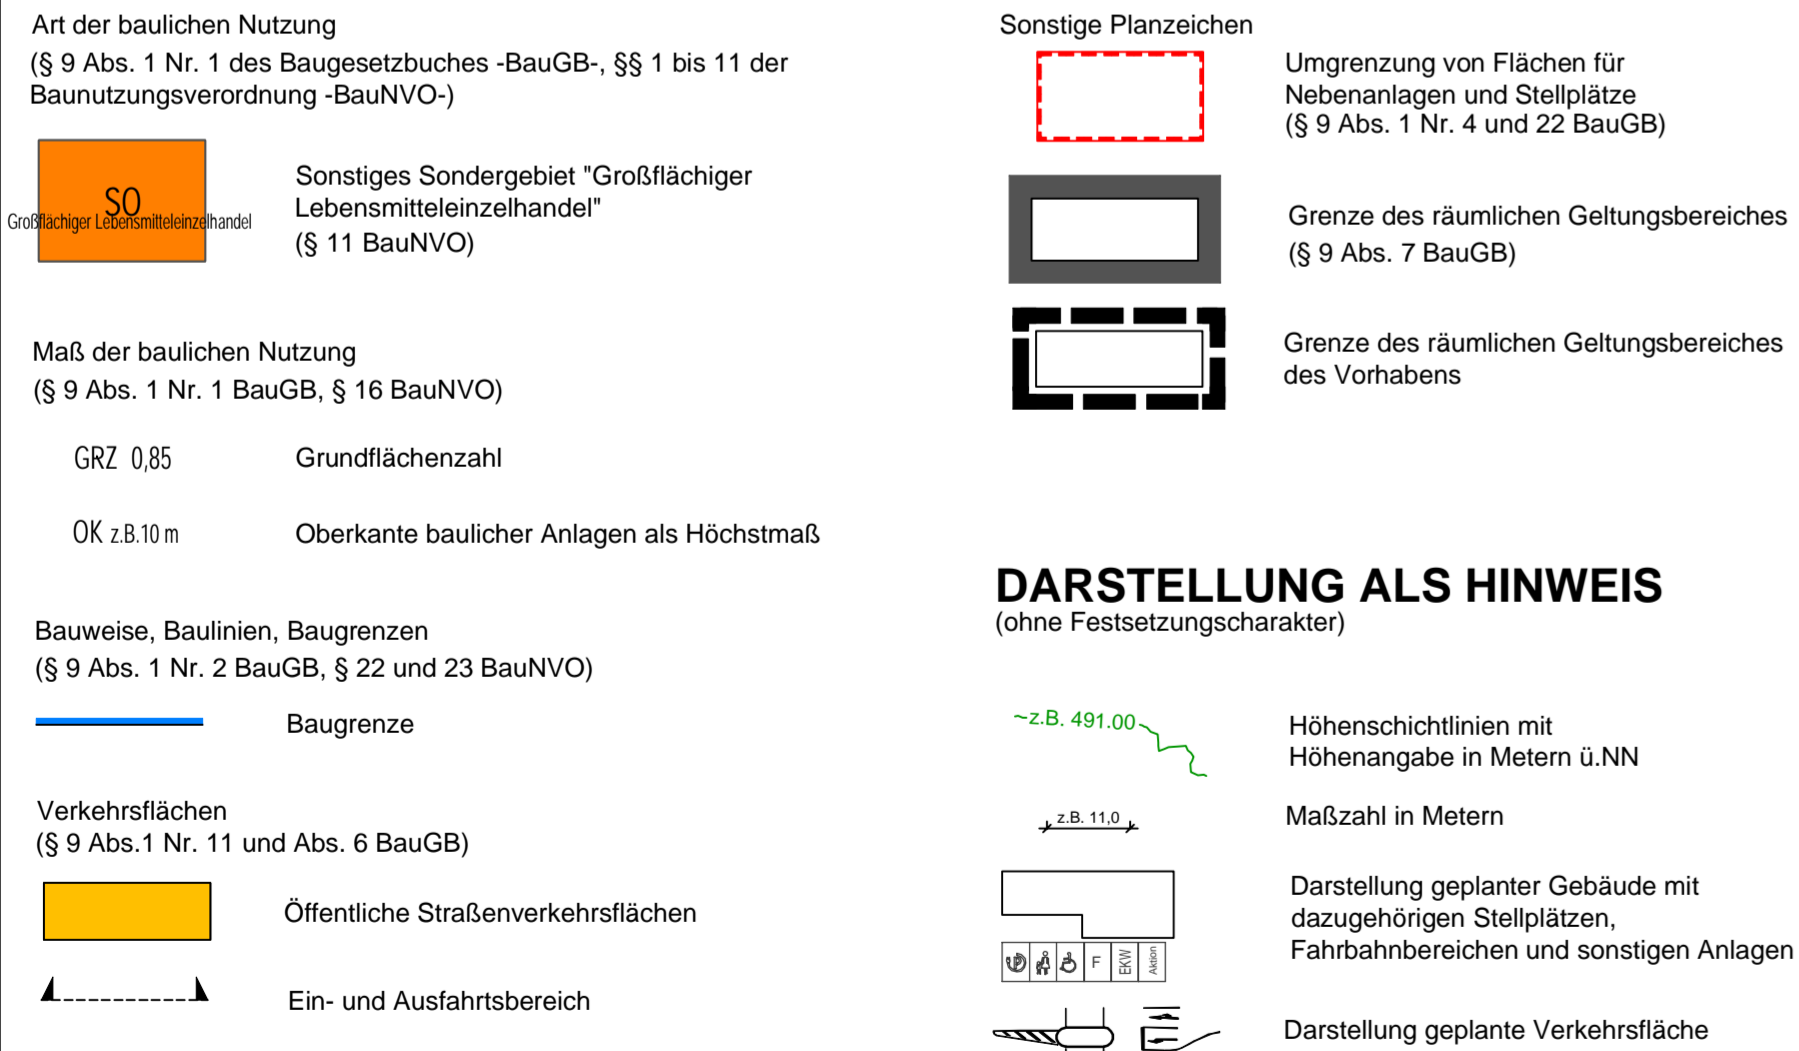 Art der baulichen Nutzung
(§ 9 Abs. 1 Nr. 1 des Baugesetzbuches -BauGB-, §§ 1 bis 11 der
Baunutzungsverordnung -BauNVO-)
SO
Großflächiger Lebensmitteleinzelhandel
Sonstiges Sondergebiet "Großflächiger
Lebensmitteleinzelhandel"
(§ 11 BauNVO)
Maß der baulichen Nutzung
(§ 9 Abs. 1 Nr. 1 BauGB, § 16 BauNVO)
GRZ 0,85
Grundflächenzahl
OK z.B.10 m
Oberkante baulicher Anlagen als Höchstmaß
Bauweise, Baulinien, Baugrenzen
(§ 9 Abs. 1 Nr. 2 BauGB, § 22 und 23 BauNVO)
Baugrenze
Verkehrsflächen
(§ 9 Abs.1 Nr. 11 und Abs. 6 BauGB)
Öffentliche Straßenverkehrsflächen
Ein- und Ausfahrtsbereich
Sonstige Planzeichen
Umgrenzung von Flächen für
Nebenanlagen und Stellplätze
(§ 9 Abs. 1 Nr. 4 und 22 BauGB)
Grenze des räumlichen Geltungsbereiches
(§ 9 Abs. 7 BauGB)
Grenze des räumlichen Geltungsbereiches
des Vorhabens
DARSTELLUNG ALS HINWEIS
(ohne Festsetzungscharakter)
~z.B. 491.00
Höhenschichtlinien mit
Höhenangabe in Metern ü.NN
z.B. 11,0
Maßzahl in Metern
Darstellung geplanter Gebäude mit
dazugehörigen Stellplätzen,
Fahrbahnbereichen und sonstigen Anlagen
F
EKW
Aktion
Darstellung geplante Verkehrsfläche